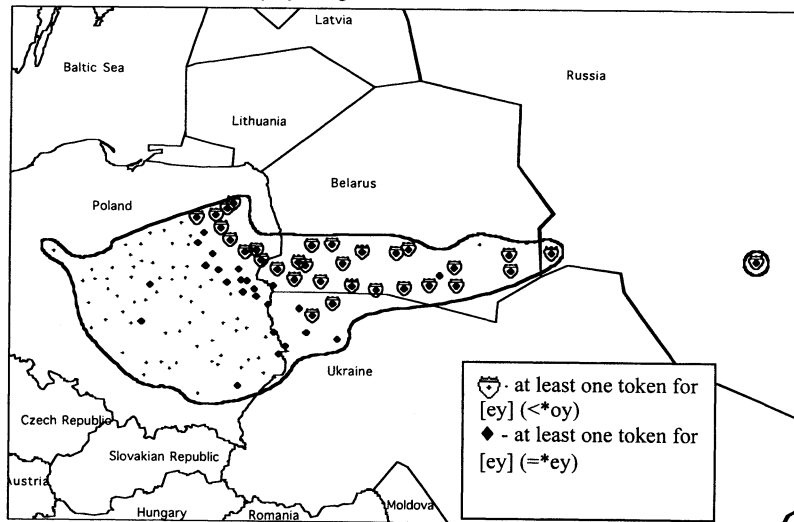 Latvia
Baltic Sea
Russia
Lithuania
Belarus
Poland
Ukraine
Czech Republic
Slovakian Republic
Austria
Hungary
Romania
Moldova
- at least one token for
[ey] (<*oy)
- at least one token for
[ey] (=*ey)